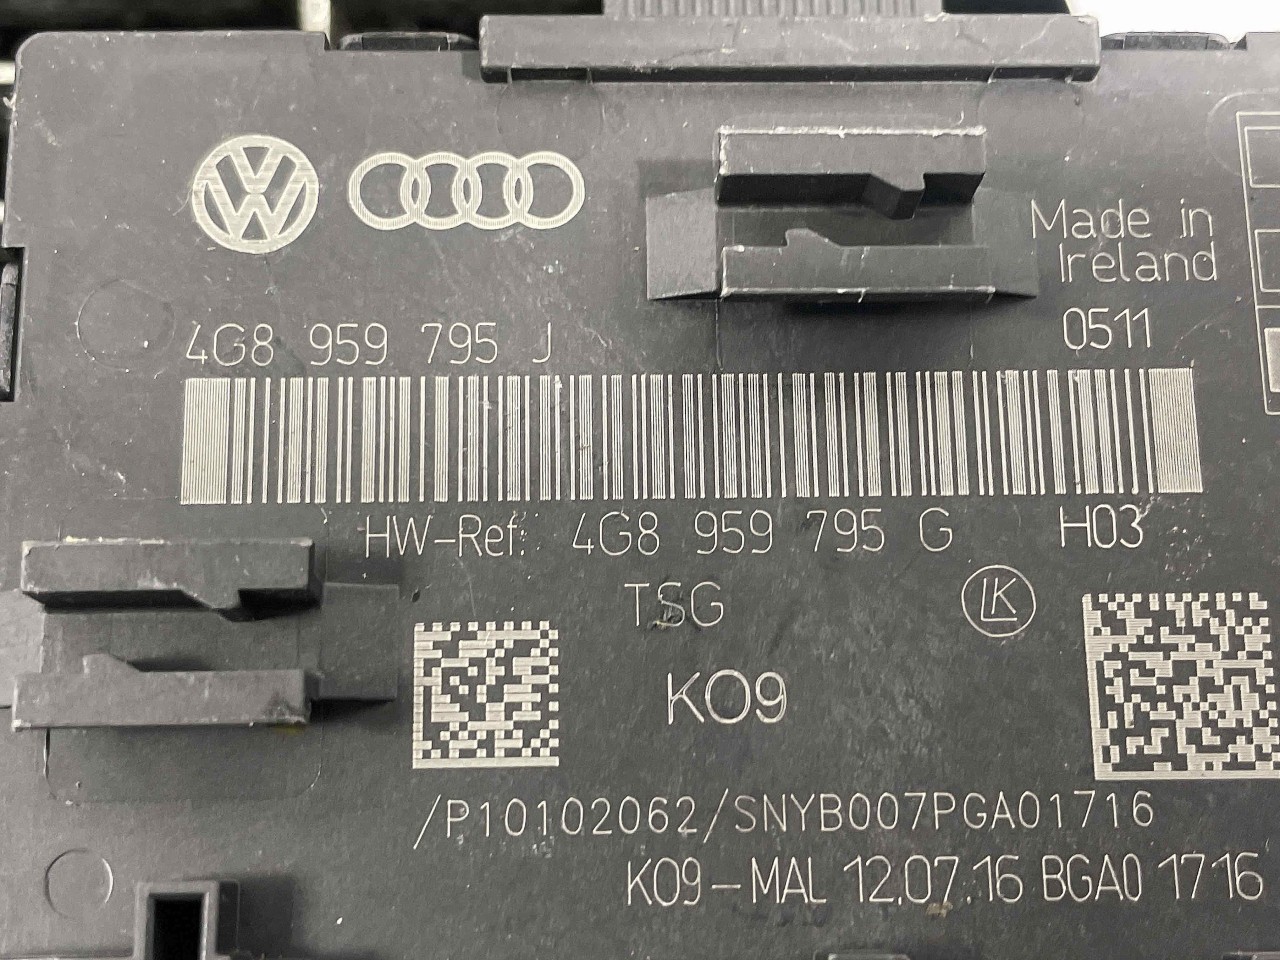 Made in
Ireland
4G8 959 795 J
0511
HW-Ref: 4G8 959 795 G H03
TSG
LK
K09
/P10102062/SNYB007PGA01716
K09-MAL 12.07.16 BGA0 1716